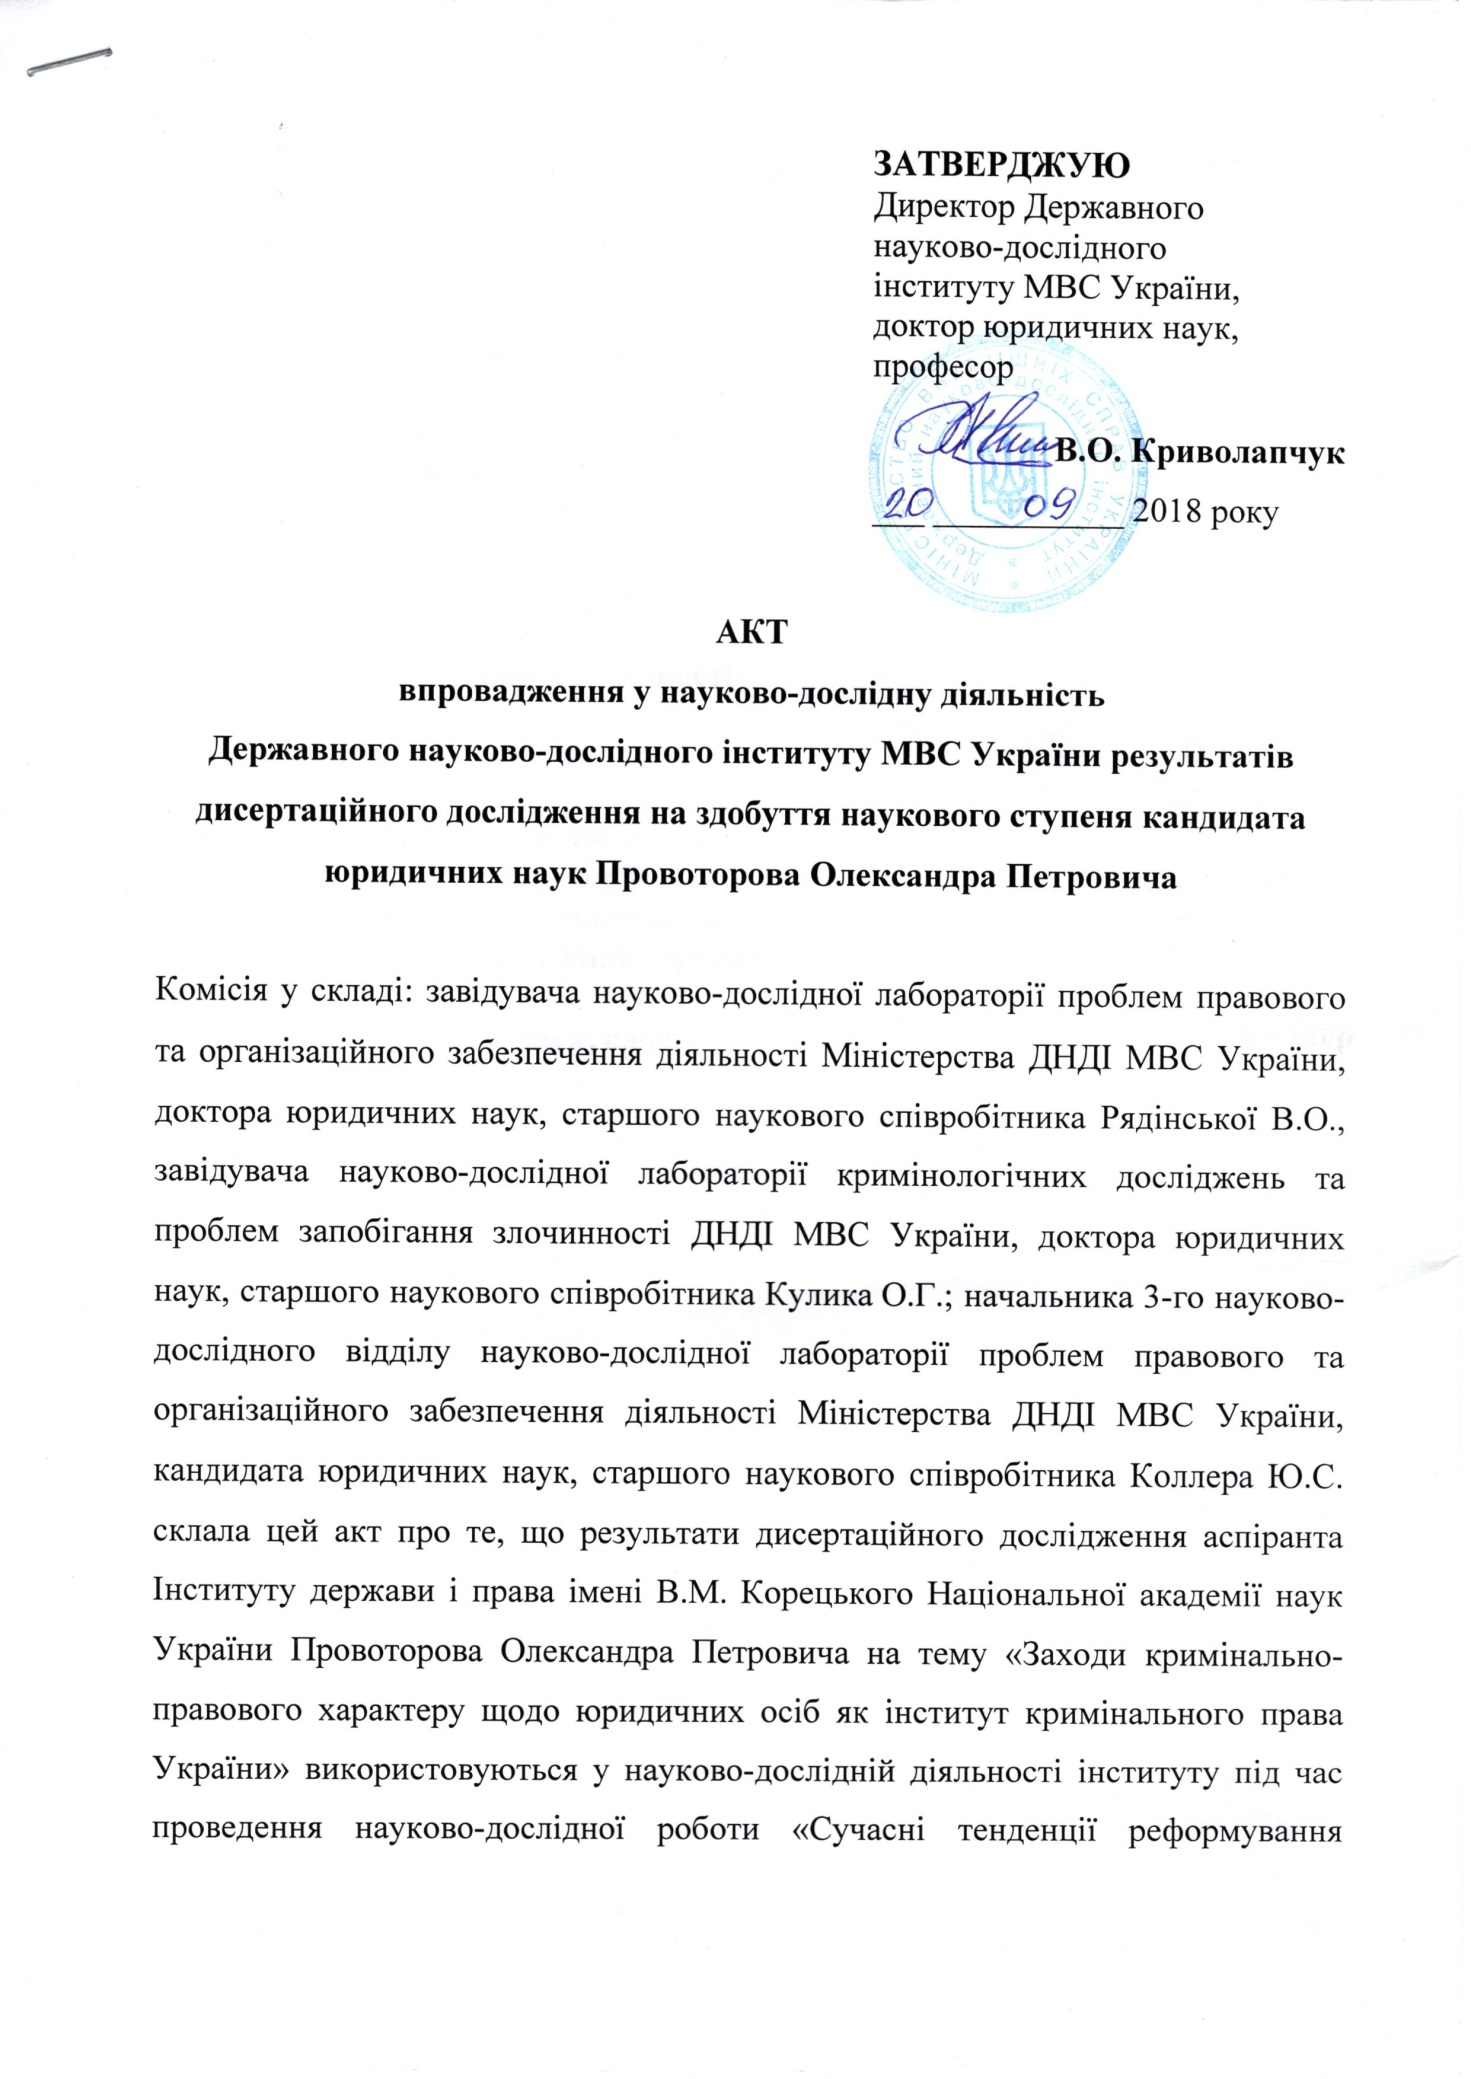 ЗАТВЕРДЖУЮ
Директор Державного
науково-дослідного
інституту МВС України,
доктор юридичних наук,
професор
В.О. Криволапчук
20 09 2018 року
МІНІСТЕРСТВО ВНУТРІШНІХ СПРАВ УКРАЇНИ
Державний науково-дослідний інститут
АКТ
впровадження у науково-дослідну діяльність
Державного науково-дослідного інституту МВС України результатів
дисертаційного дослідження на здобуття наукового ступеня кандидата
юридичних наук Провоторова Олександра Петровича
Комісія у складі: завідувача науково-дослідної лабораторії проблем правового
та організаційного забезпечення діяльності Міністерства ДНДІ МВС України,
доктора юридичних наук, старшого наукового співробітника Рядінської В.О.,
завідувача науково-дослідної лабораторії кримінологічних досліджень та
проблем запобігання злочинності ДНДІ МВС України, доктора юридичних
наук, старшого наукового співробітника Кулика О.Г.; начальника 3-го науково-
дослідного відділу науково-дослідної лабораторії проблем правового та
організаційного забезпечення діяльності Міністерства ДНДІ МВС України,
кандидата юридичних наук, старшого наукового співробітника Коллера Ю.С.
склала цей акт про те, що результати дисертаційного дослідження аспіранта
Інституту держави і права імені В.М. Корецького Національної академії наук
України Провоторова Олександра Петровича на тему «Заходи кримінально-
правового характеру щодо юридичних осіб як інститут кримінального права
України» використовуються у науково-дослідній діяльності інституту під час
проведення науково-дослідної роботи «Сучасні тенденції реформування